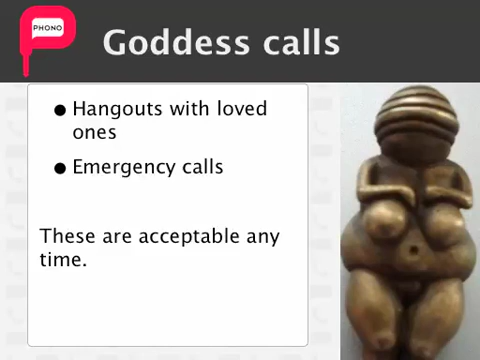 PHONO
Goddess calls
● Hangouts with loved
ones
● Emergency calls
These are acceptable any
time.